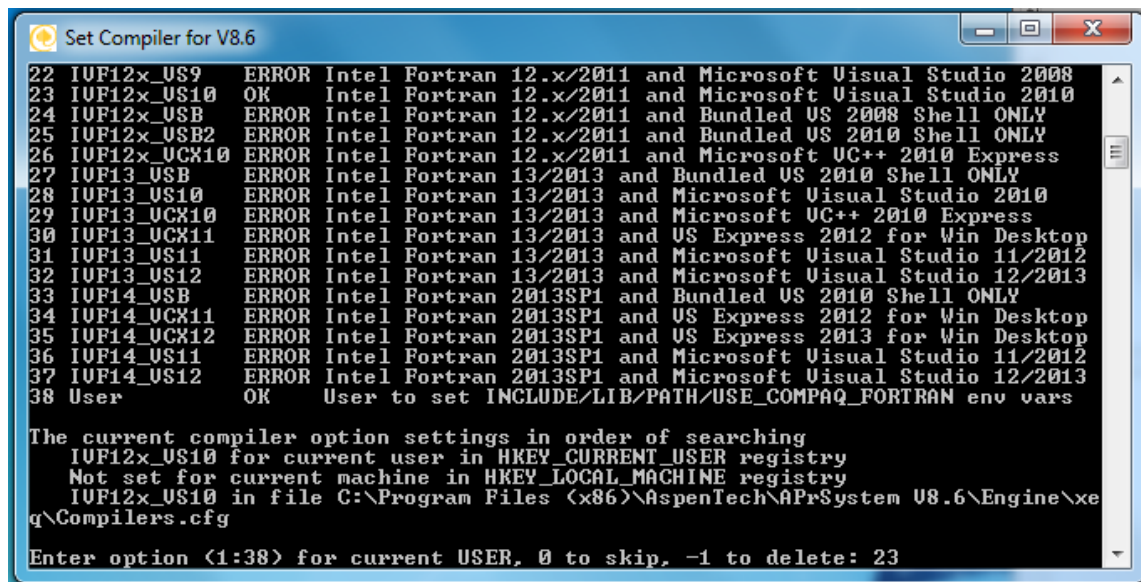 Set Compiler for V8.6
22 IVF12x_VS9 ERROR Intel Fortran 12.x/2011 and Microsoft Visual Studio 2008
23 IVF12x_VS10 OK Intel Fortran 12.x/2011 and Microsoft Visual Studio 2010
24 IVF12x_VSB ERROR Intel Fortran 12.x/2011 and Bundled VS 2008 Shell ONLY
25 IVF12x_VSB2 ERROR Intel Fortran 12.x/2011 and Bundled VS 2010 Shell ONLY
26 IVF12x_VCX10 ERROR Intel Fortran 12.x/2011 and Microsoft VC++ 2010 Express
27 IVF13_VSB ERROR Intel Fortran 13/2013 and Bundled VS 2010 Shell ONLY
28 IVF13_VS10 ERROR Intel Fortran 13/2013 and Microsoft Visual Studio 2010
29 IVF13_VCX10 ERROR Intel Fortran 13/2013 and Microsoft VC++ 2010 Express
30 IVF13_VCX11 ERROR Intel Fortran 13/2013 and VS Express 2012 for Win Desktop
31 IVF13_VS11 ERROR Intel Fortran 13/2013 and Microsoft Visual Studio 11/2012
32 IVF13_VS12 ERROR Intel Fortran 13/2013 and Microsoft Visual Studio 12/2013
33 IVF14_VSB ERROR Intel Fortran 2013SP1 and Bundled VS 2010 Shell ONLY
34 IVF14_VCX11 ERROR Intel Fortran 2013SP1 and VS Express 2012 for Win Desktop
35 IVF14_VCX12 ERROR Intel Fortran 2013SP1 and VS Express 2013 for Win Desktop
36 IVF14_VS11 ERROR Intel Fortran 2013SP1 and Microsoft Visual Studio 11/2012
37 IVF14_VS12 ERROR Intel Fortran 2013SP1 and Microsoft Visual Studio 12/2013
38 User OK User to set INCLUDE/LIB/PATH/USE_COMPAQ_FORTRAN env vars
The current compiler option settings in order of searching
IVF12x_VS10 for current user in HKEY_CURRENT_USER registry
Not set for current machine in HKEY_LOCAL_MACHINE registry
IVF12x_VS10 in file C:\Program Files (x86)\AspenTech\APrSystem V8.6\Engine\xe
q\Compilers.cfg
Enter option (1:38) for current USER, 0 to skip, -1 to delete: 23